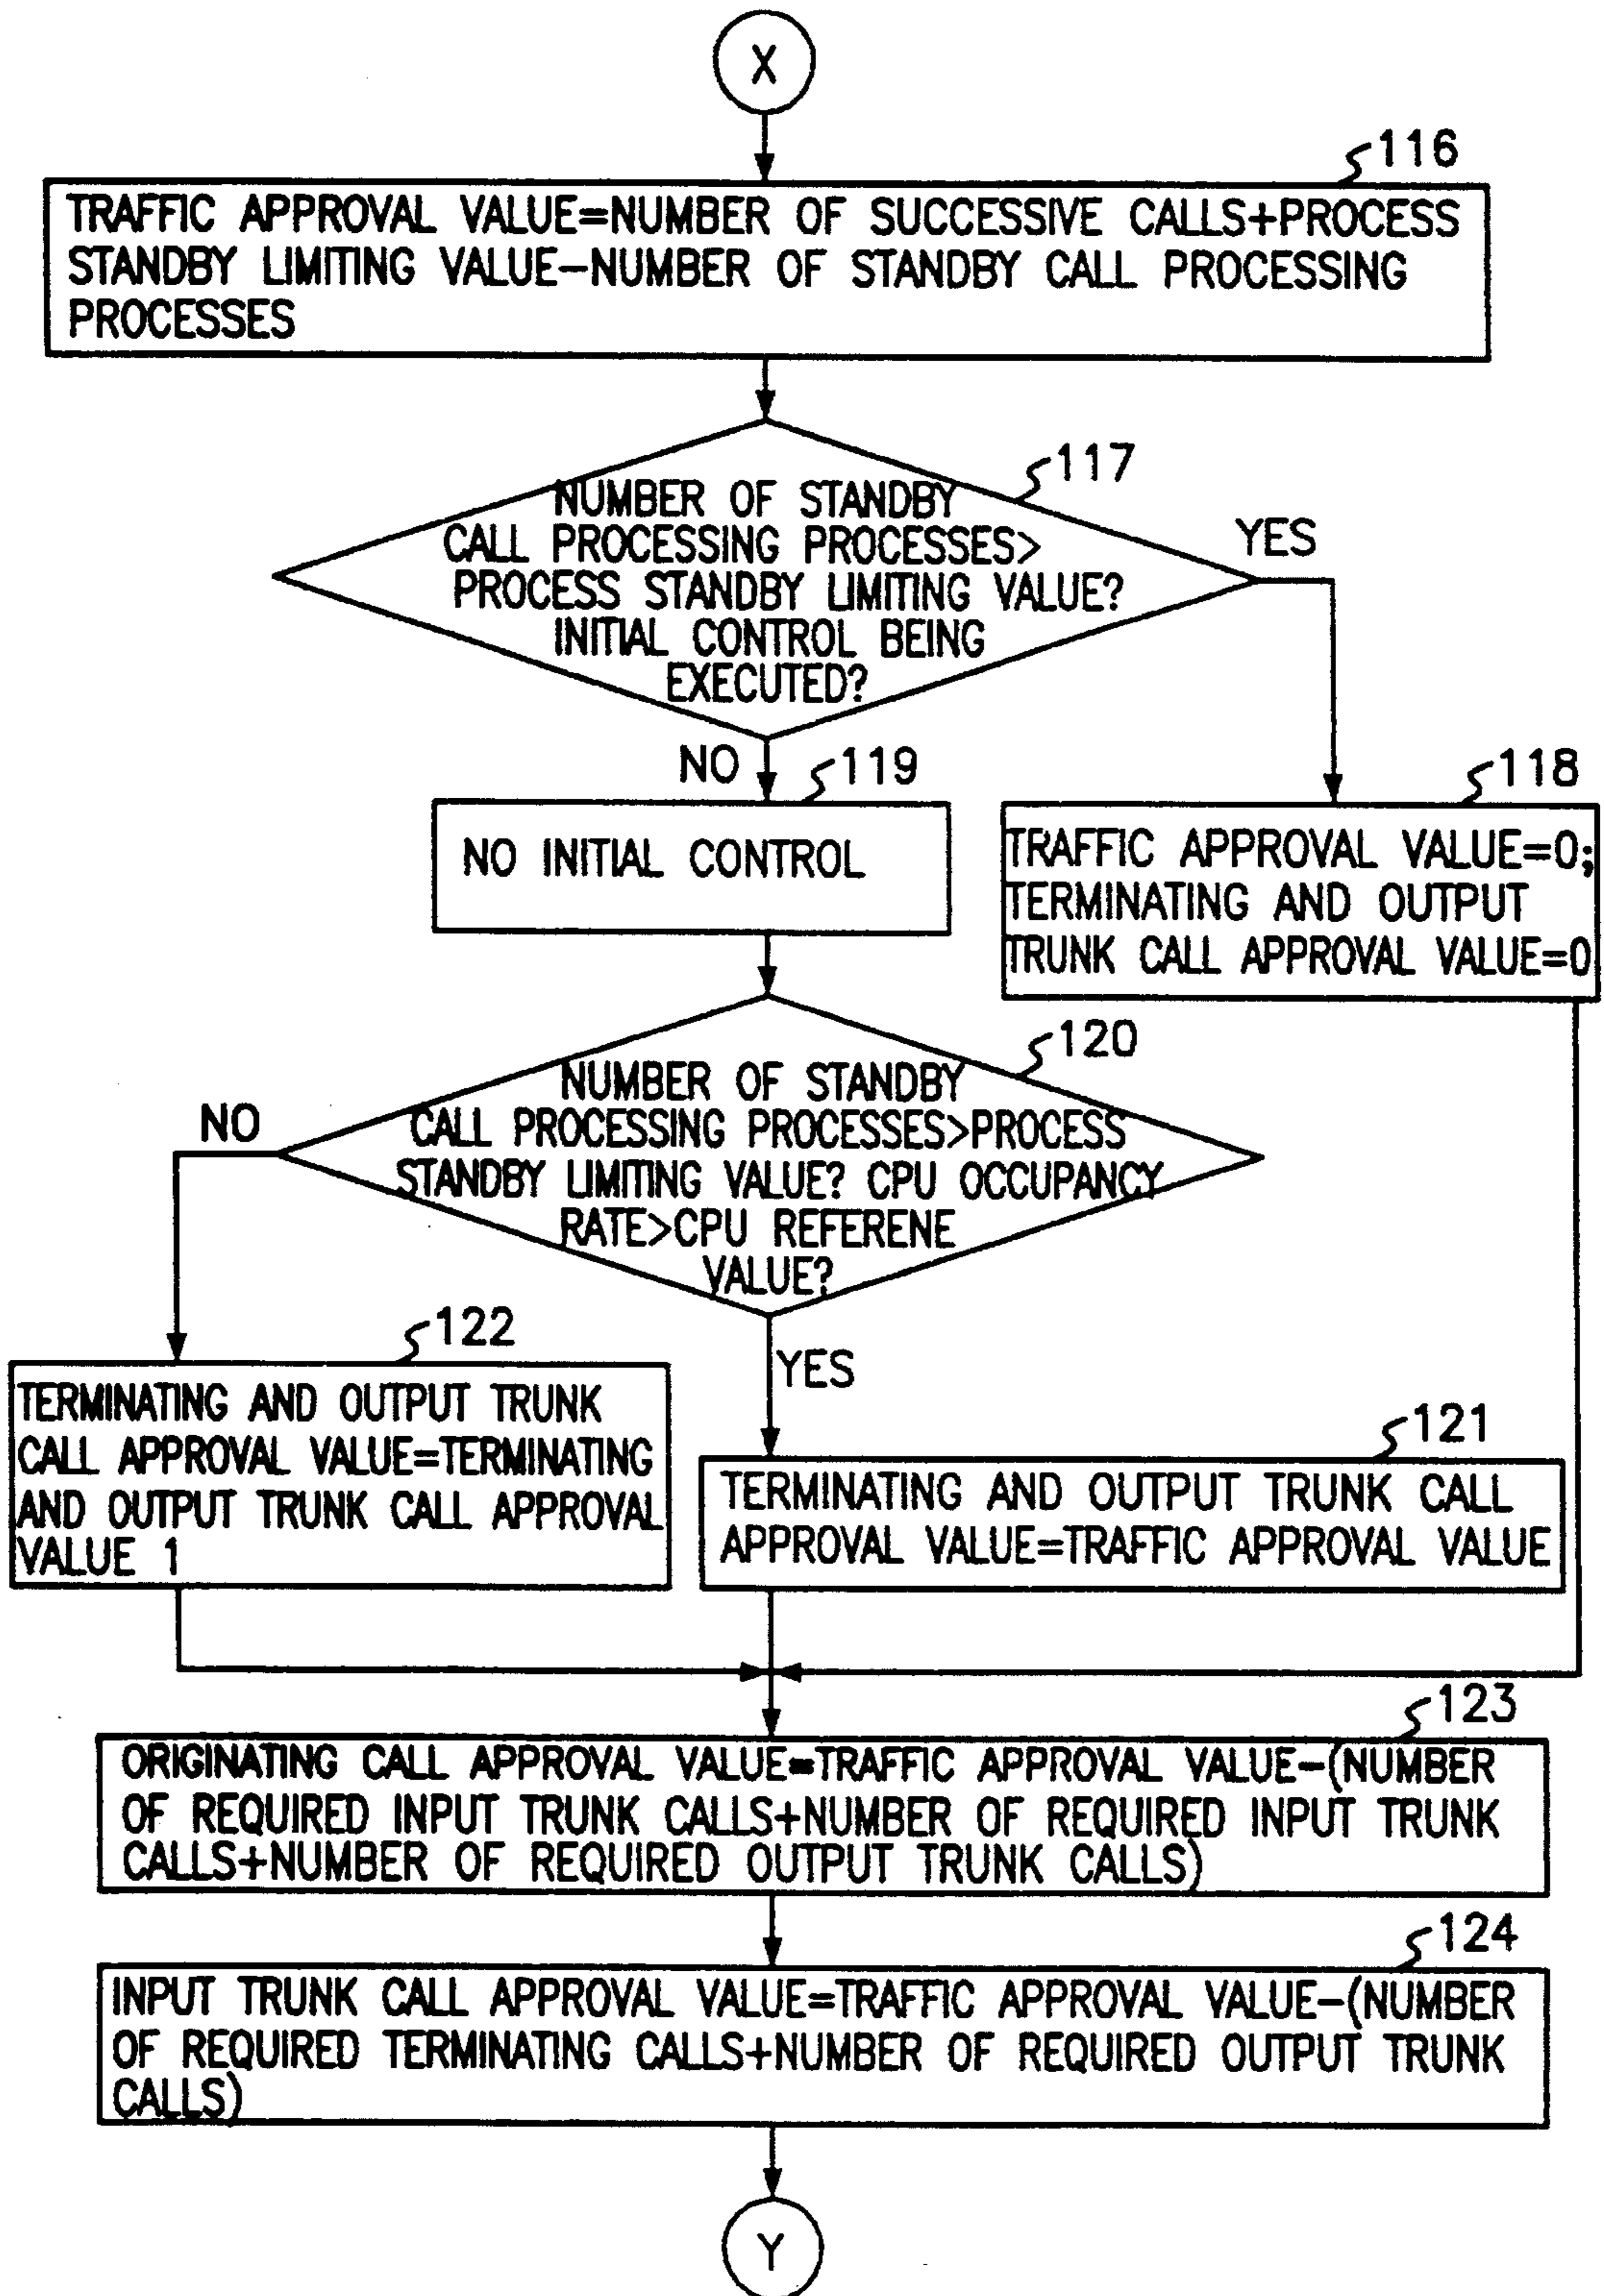 X
116
TRAFFIC APPROVAL VALUE=NUMBER OF SUCCESSIVE CALLS+PROCESS
STANDBY LIMITING VALUE-NUMBER OF STANDBY CALL PROCESSING
PROCESSES
117
NUMBER OF STANDBY
CALL PROCESSING PROCESSES>
PROCESS STANDBY LIMITING VALUE?
INITIAL CONTROL BEING
EXECUTED?
YES
NO
119
NO INITIAL CONTROL
118
TRAFFIC APPROVAL VALUE=0;
TERMINATING AND OUTPUT
TRUNK CALL APPROVAL VALUE=0
120
NUMBER OF STANDBY
CALL PROCESSING PROCESSES>PROCESS
STANDBY LIMITING VALUE? CPU OCCUPANCY
RATE>CPU REFERENE
VALUE?
NO
YES
122
TERMINATING AND OUTPUT TRUNK
CALL APPROVAL VALUE=TERMINATING
AND OUTPUT TRUNK CALL APPROVAL
VALUE 1
121
TERMINATING AND OUTPUT TRUNK CALL
APPROVAL VALUE=TRAFFIC APPROVAL VALUE
123
ORIGINATING CALL APPROVAL VALUE=TRAFFIC APPROVAL VALUE-(NUMBER
OF REQUIRED INPUT TRUNK CALLS+NUMBER OF REQUIRED INPUT TRUNK
CALLS+NUMBER OF REQUIRED OUTPUT TRUNK CALLS)
124
INPUT TRUNK CALL APPROVAL VALUE=TRAFFIC APPROVAL VALUE-(NUMBER
OF REQUIRED TERMINATING CALLS+NUMBER OF REQUIRED OUTPUT TRUNK
CALLS)
Y